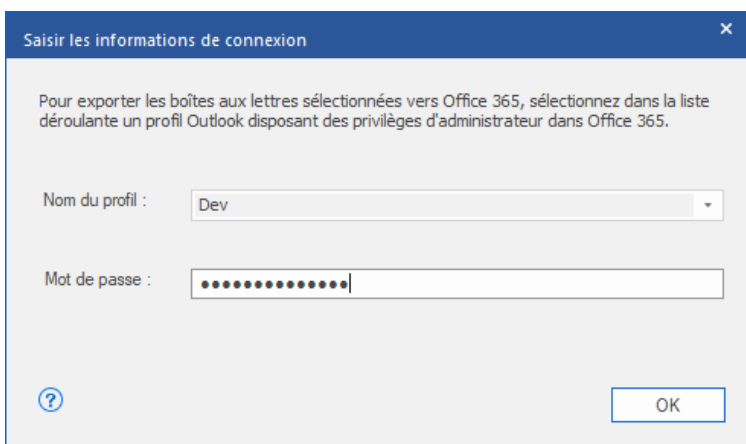 Saisir les informations de connexion
Pour exporter les boîtes aux lettres sélectionnées vers Office 365, sélectionnez dans la liste
déroulante un profil Outlook disposant des privilèges d'administrateur dans Office 365.
Nom du profil :
Dev
Mot de passe :
●●●●●●●●●●●●●●
?
OK